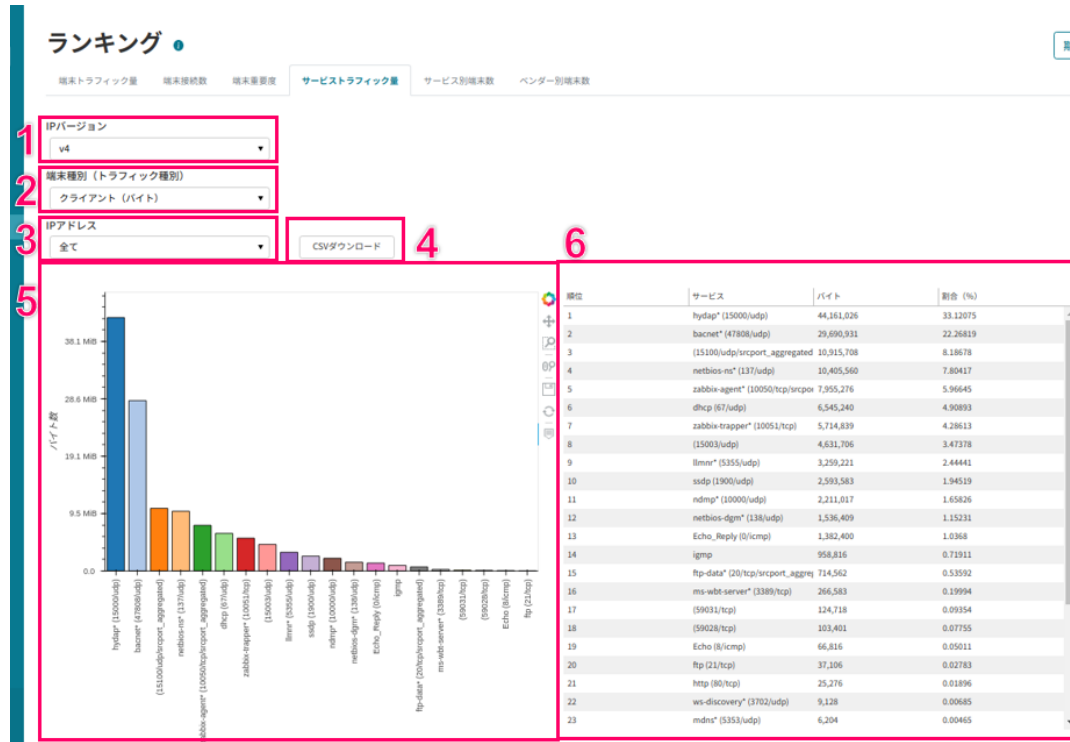 ランキング
端末トラフィック量 端末接続数 端末重要度 サービストラフィック量 サービス別端末数 ベンダー別端末数
1
IPバージョン
v4
2
端末種別（トラフィック種別）
クライアント（バイト）
3
IPアドレス
全て
CSVダウンロード
4
5
バイト数
38.1 MiB
28.6 MiB
19.1 MiB
9.5 MiB
0.0
hydap* (15000/udp)
bacnet* (47808/udp)
(15100/udp/srcport_aggregated)
netbios-ns* (137/udp)
abbix-agent* (10050/tcp/srcport_aggregated)
dhcp (67/udp)
zabbix-trapper* (10051/tcp)
(15003/udp)
llmnr* (5355/udp)
ssdp (1900/udp)
ndmp* (10000/udp)
netbios-dgm* (138/udp)
Echo_Reply (0/icmp)
igmp
ftp-data* (20/tcp/srcport_aggregated)
ms-wbt-server* (3389/tcp)
(59031/tcp)
(59028/tcp)
Echo (8/icmp)
ftp (21/tcp)
6
順位 サービス バイト 割合（%）
1 hydap* (15000/udp) 44,161,026 33.12075
2 bacnet* (47808/udp) 29,690,931 22.26819
3 (15100/udp/srcport_aggregated 10,915,708 8.18678
4 netbios-ns* (137/udp) 10,405,560 7.80417
5 zabbix-agent* (10050/tcp/srcpor 7,955,276 5.96645
6 dhcp (67/udp) 6,545,240 4.90893
7 zabbix-trapper* (10051/tcp) 5,714,839 4.28613
8 (15003/udp) 4,631,706 3.47378
9 llmnr* (5355/udp) 3,259,221 2.44441
10 ssdp (1900/udp) 2,593,583 1.94519
11 ndmp* (10000/udp) 2,211,017 1.65826
12 netbios-dgm* (138/udp) 1,536,409 1.15231
13 Echo_Reply (0/icmp) 1,382,400 1.0368
14 igmp 958,816 0.71911
15 ftp-data* (20/tcp/srcport_aggre 714,562 0.53592
16 ms-wbt-server* (3389/tcp) 266,583 0.19994
17 (59031/tcp) 124,718 0.09354
18 (59028/tcp) 103,401 0.07755
19 Echo (8/icmp) 66,816 0.05011
20 ftp (21/tcp) 37,106 0.02783
21 http (80/tcp) 25,276 0.01896
22 ws-discovery* (3702/udp) 9,128 0.00685
23 mdns* (5353/udp) 6,204 0.00465